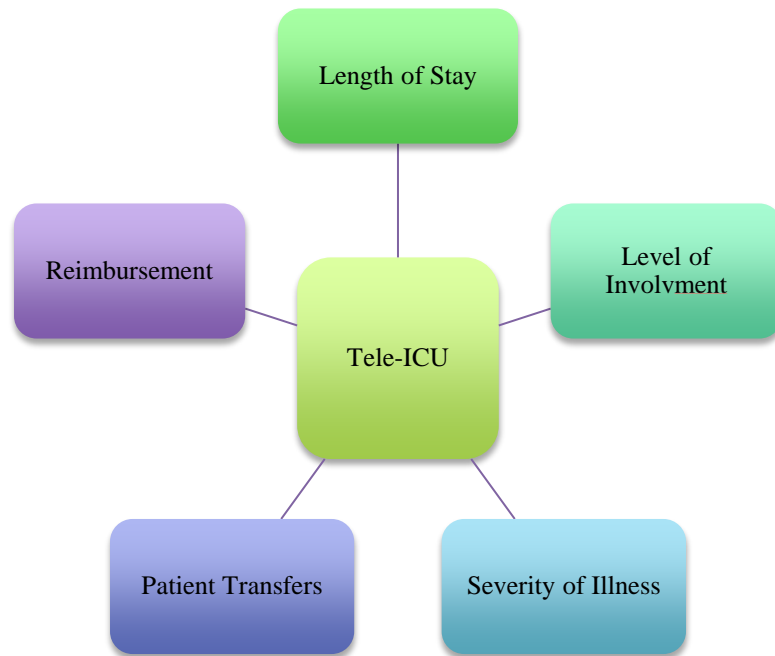 Length of Stay
Reimbursement
Level of
Involvment
Tele-ICU
Patient Transfers
Severity of Illness